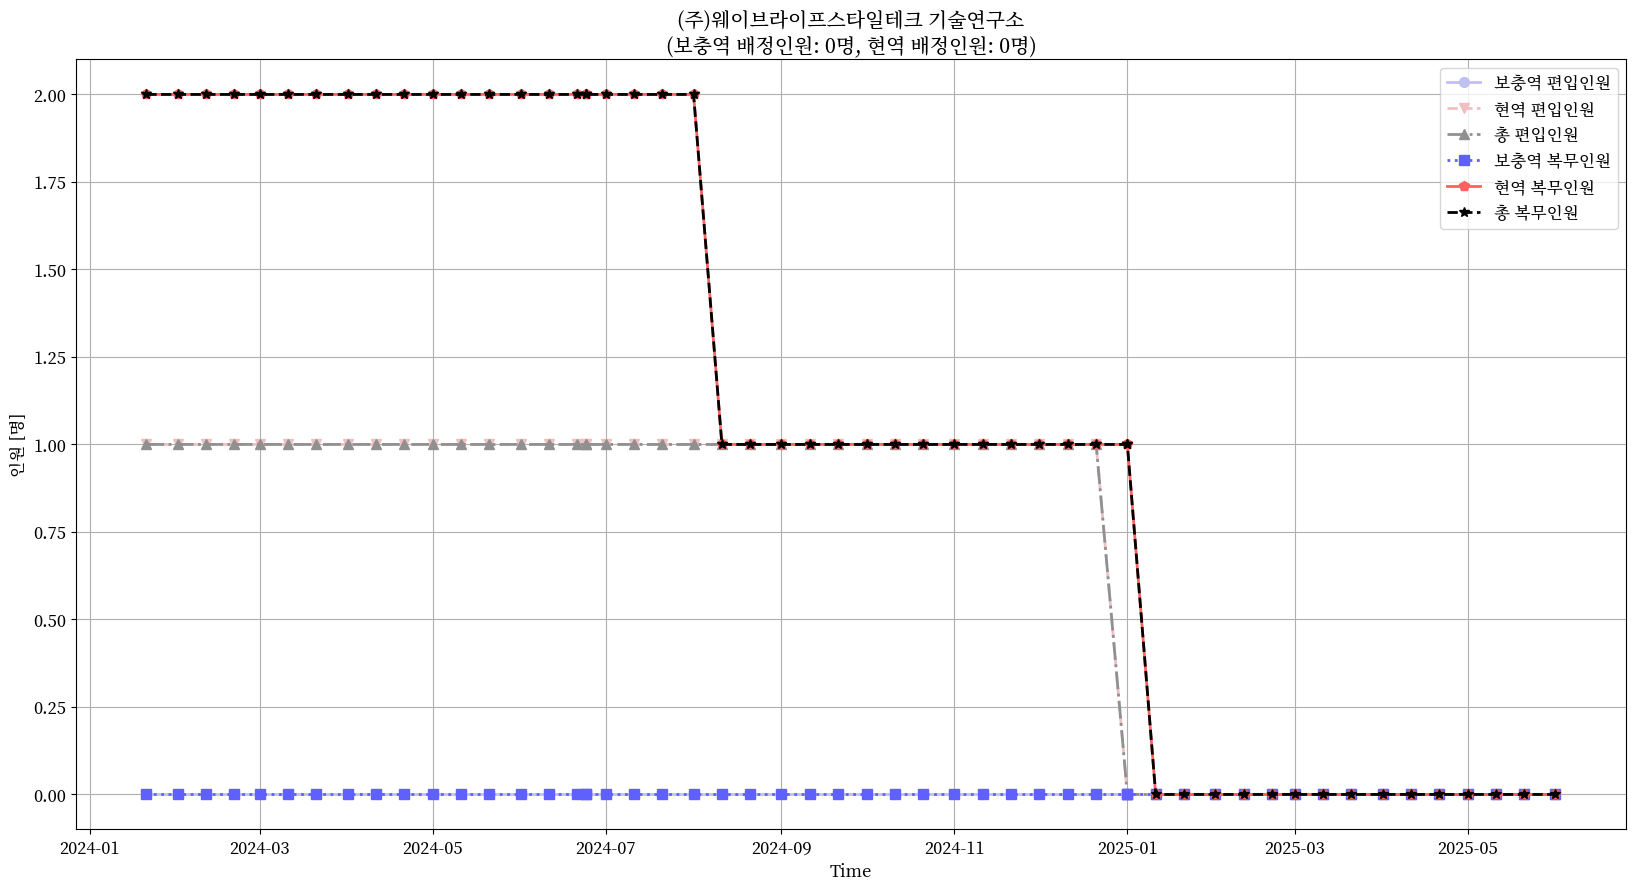 (주)웨이브라이프스타일테크 기술연구소
(보충역 배정인원: 0명, 현역 배정인원: 0명)
보충역 편입인원
현역 편입인원
총 편입인원
보충역 복무인원
현역 복무인원
총 복무인원
인원 [명]
2.00
1.75
1.50
1.25
1.00
0.75
0.50
0.25
0.00
2024-01 2024-03 2024-05 2024-07 2024-09 2024-11 2025-01 2025-03 2025-05
Time